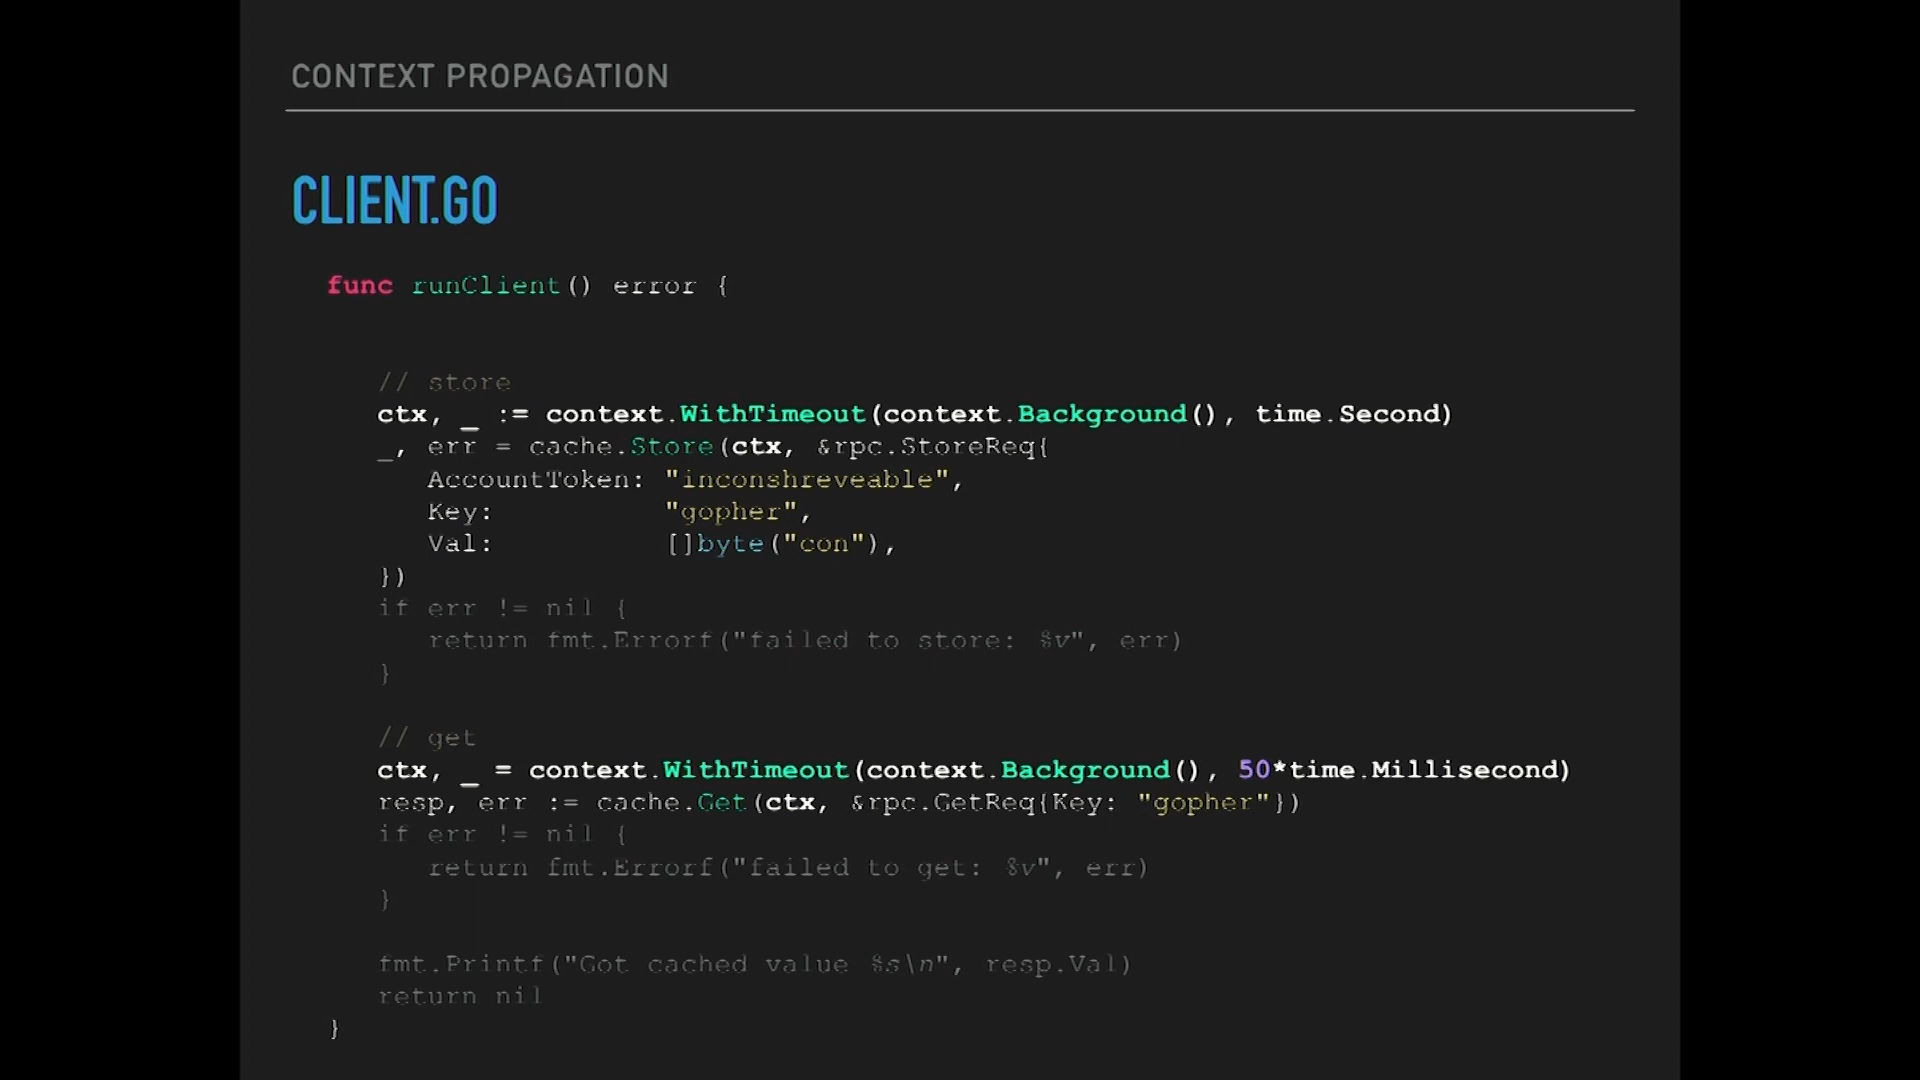 CONTEXT PROPAGATION
CLIENT.GO
func runClient() error {
// store
ctx, _ := context.WithTimeout(context.Background(), time.Second)
_, err = cache.Store(ctx, &rpc.StoreReq{
AccountToken: "inconshreveable",
Key: "gopher",
Val: []byte("con"),
})
if err != nil {
return fmt.Errorf("failed to store: %v", err)
}
// get
ctx, _ = context.WithTimeout(context.Background(), 50*time.Millisecond)
resp, err := cache.Get(ctx, &rpc.GetReq{Key: "gopher"})
if err != nil {
return fmt.Errorf("failed to get: %v", err)
}
fmt.Printf("Got cached value %s\n", resp.Val)
return nil
}